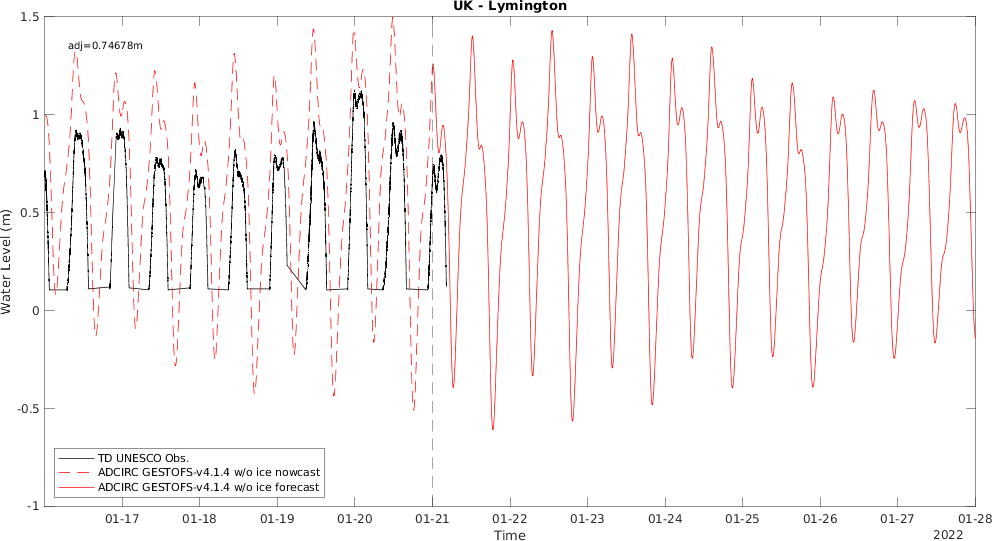 UK - Lymington
1.5
adj=0.74678m
1
0.5
0
-0.5
-1
Water Level (m)
TD UNESCO Obs.
ADCIRC GESTOFS-v4.1.4 w/o ice nowcast
ADCIRC GESTOFS-v4.1.4 w/o ice forecast
01-17 01-18 01-19 01-20 01-21 01-22 01-23 01-24 01-25 01-26 01-27 01-28
Time
2022